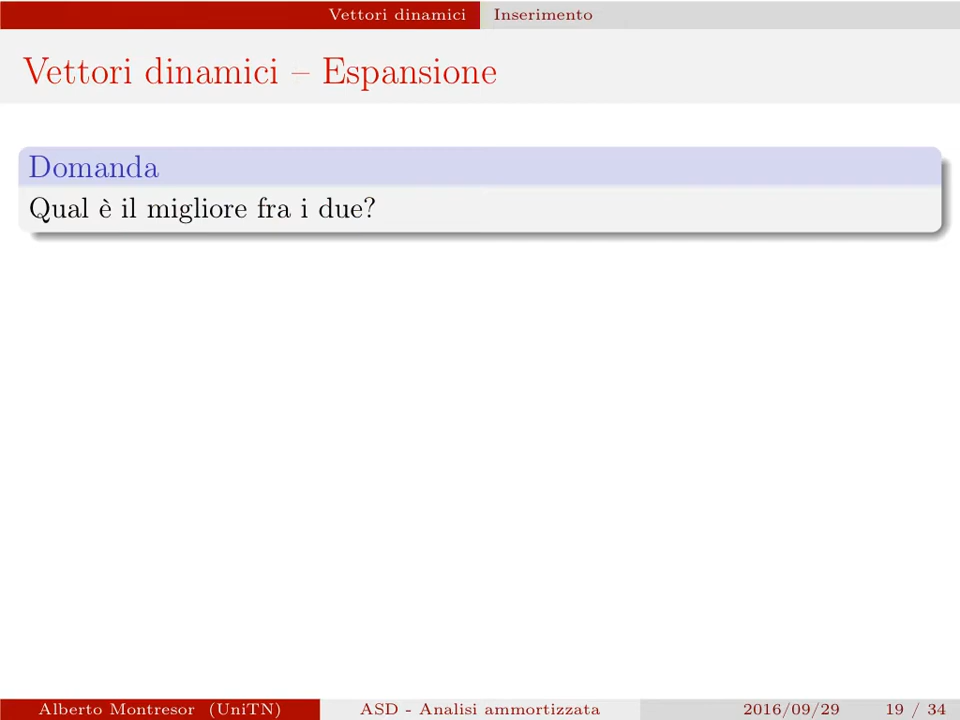 Vettori dinamici Inserimento
Vettori dinamici – Espansione
Domanda
Qual è il migliore fra i due?
Alberto Montresor (UniTN) ASD - Analisi ammortizzata 2016/09/29 19 / 34